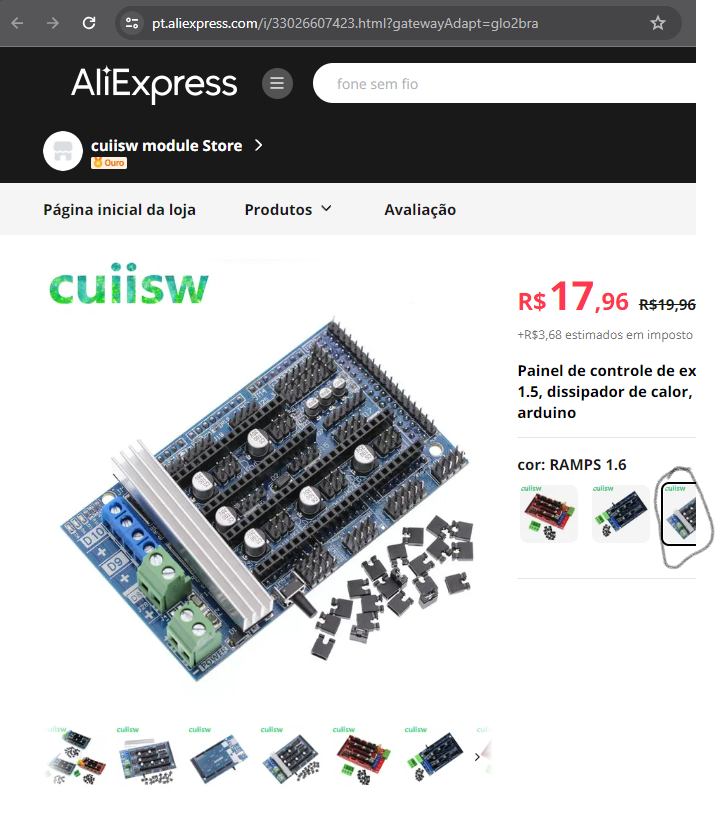 pt.aliexpress.com/i/33026607423.html?gatewayAdapt=glo2bra
AliExpress
fone sem fio
cuiisw module Store
Ouro
Página inicial da loja
Produtos
Avaliação
cuiisw
R$17,96 R$19,96
+R$3,68 estimados em imposto
Painel de controle de ex
1.5, dissipador de calor,
arduino
cor: RAMPS 1.6
cuiisw
cuiisw
cuiisw
D10
D9
POWER
cuiisw
cuiisw
cuiisw
cuiisw
cuiisw
cuiisw